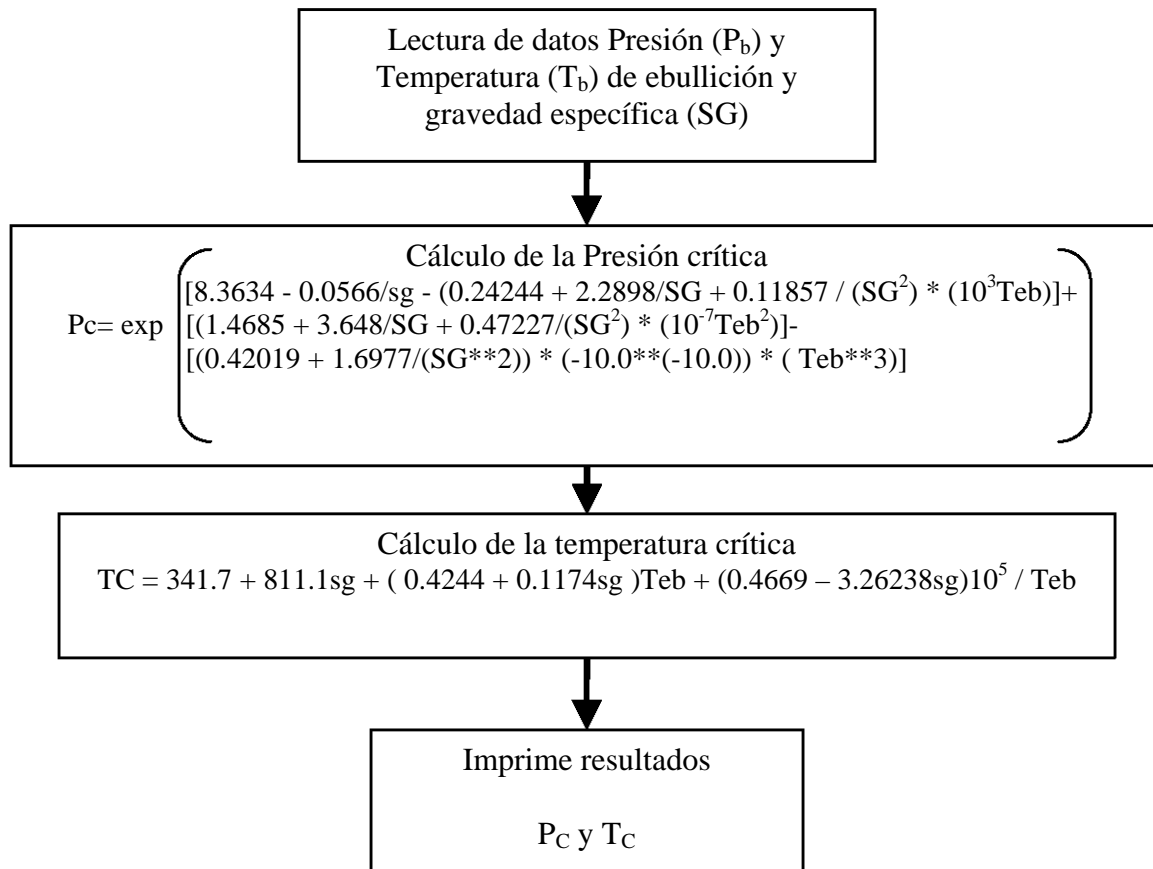 Lectura de datos Presión (P_b) y
Temperatura (T_b) de ebullición y
gravedad específica (SG)
Cálculo de la Presión crítica
[8.3634 - 0.0566/sg - (0.24244 + 2.2898/SG + 0.11857 / (SG²) * (10³Teb)]+
Pc= exp [(1.4685 + 3.648/SG + 0.47227/(SG²) * (10⁻⁷Teb²)]-
[(0.42019 + 1.6977/(SG**2)) * (-10.0**(-10.0)) * ( Teb**3)]
Cálculo de la temperatura crítica
TC = 341.7 + 811.1sg + ( 0.4244 + 0.1174sg )Teb + (0.4669 – 3.26238sg)10⁵ / Teb
Imprime resultados
P_C y T_C